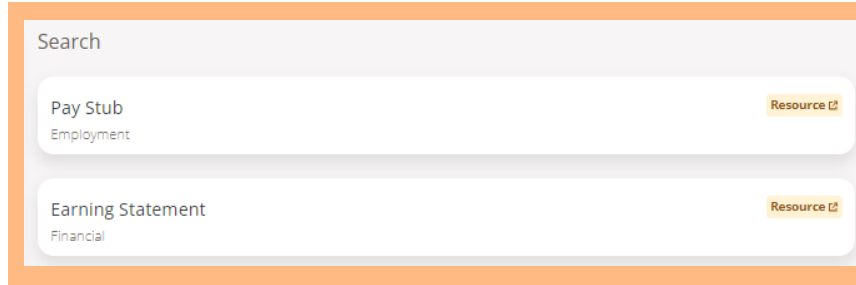 Search
Pay Stub
Resource
Employment
Earning Statement
Resource
Financial